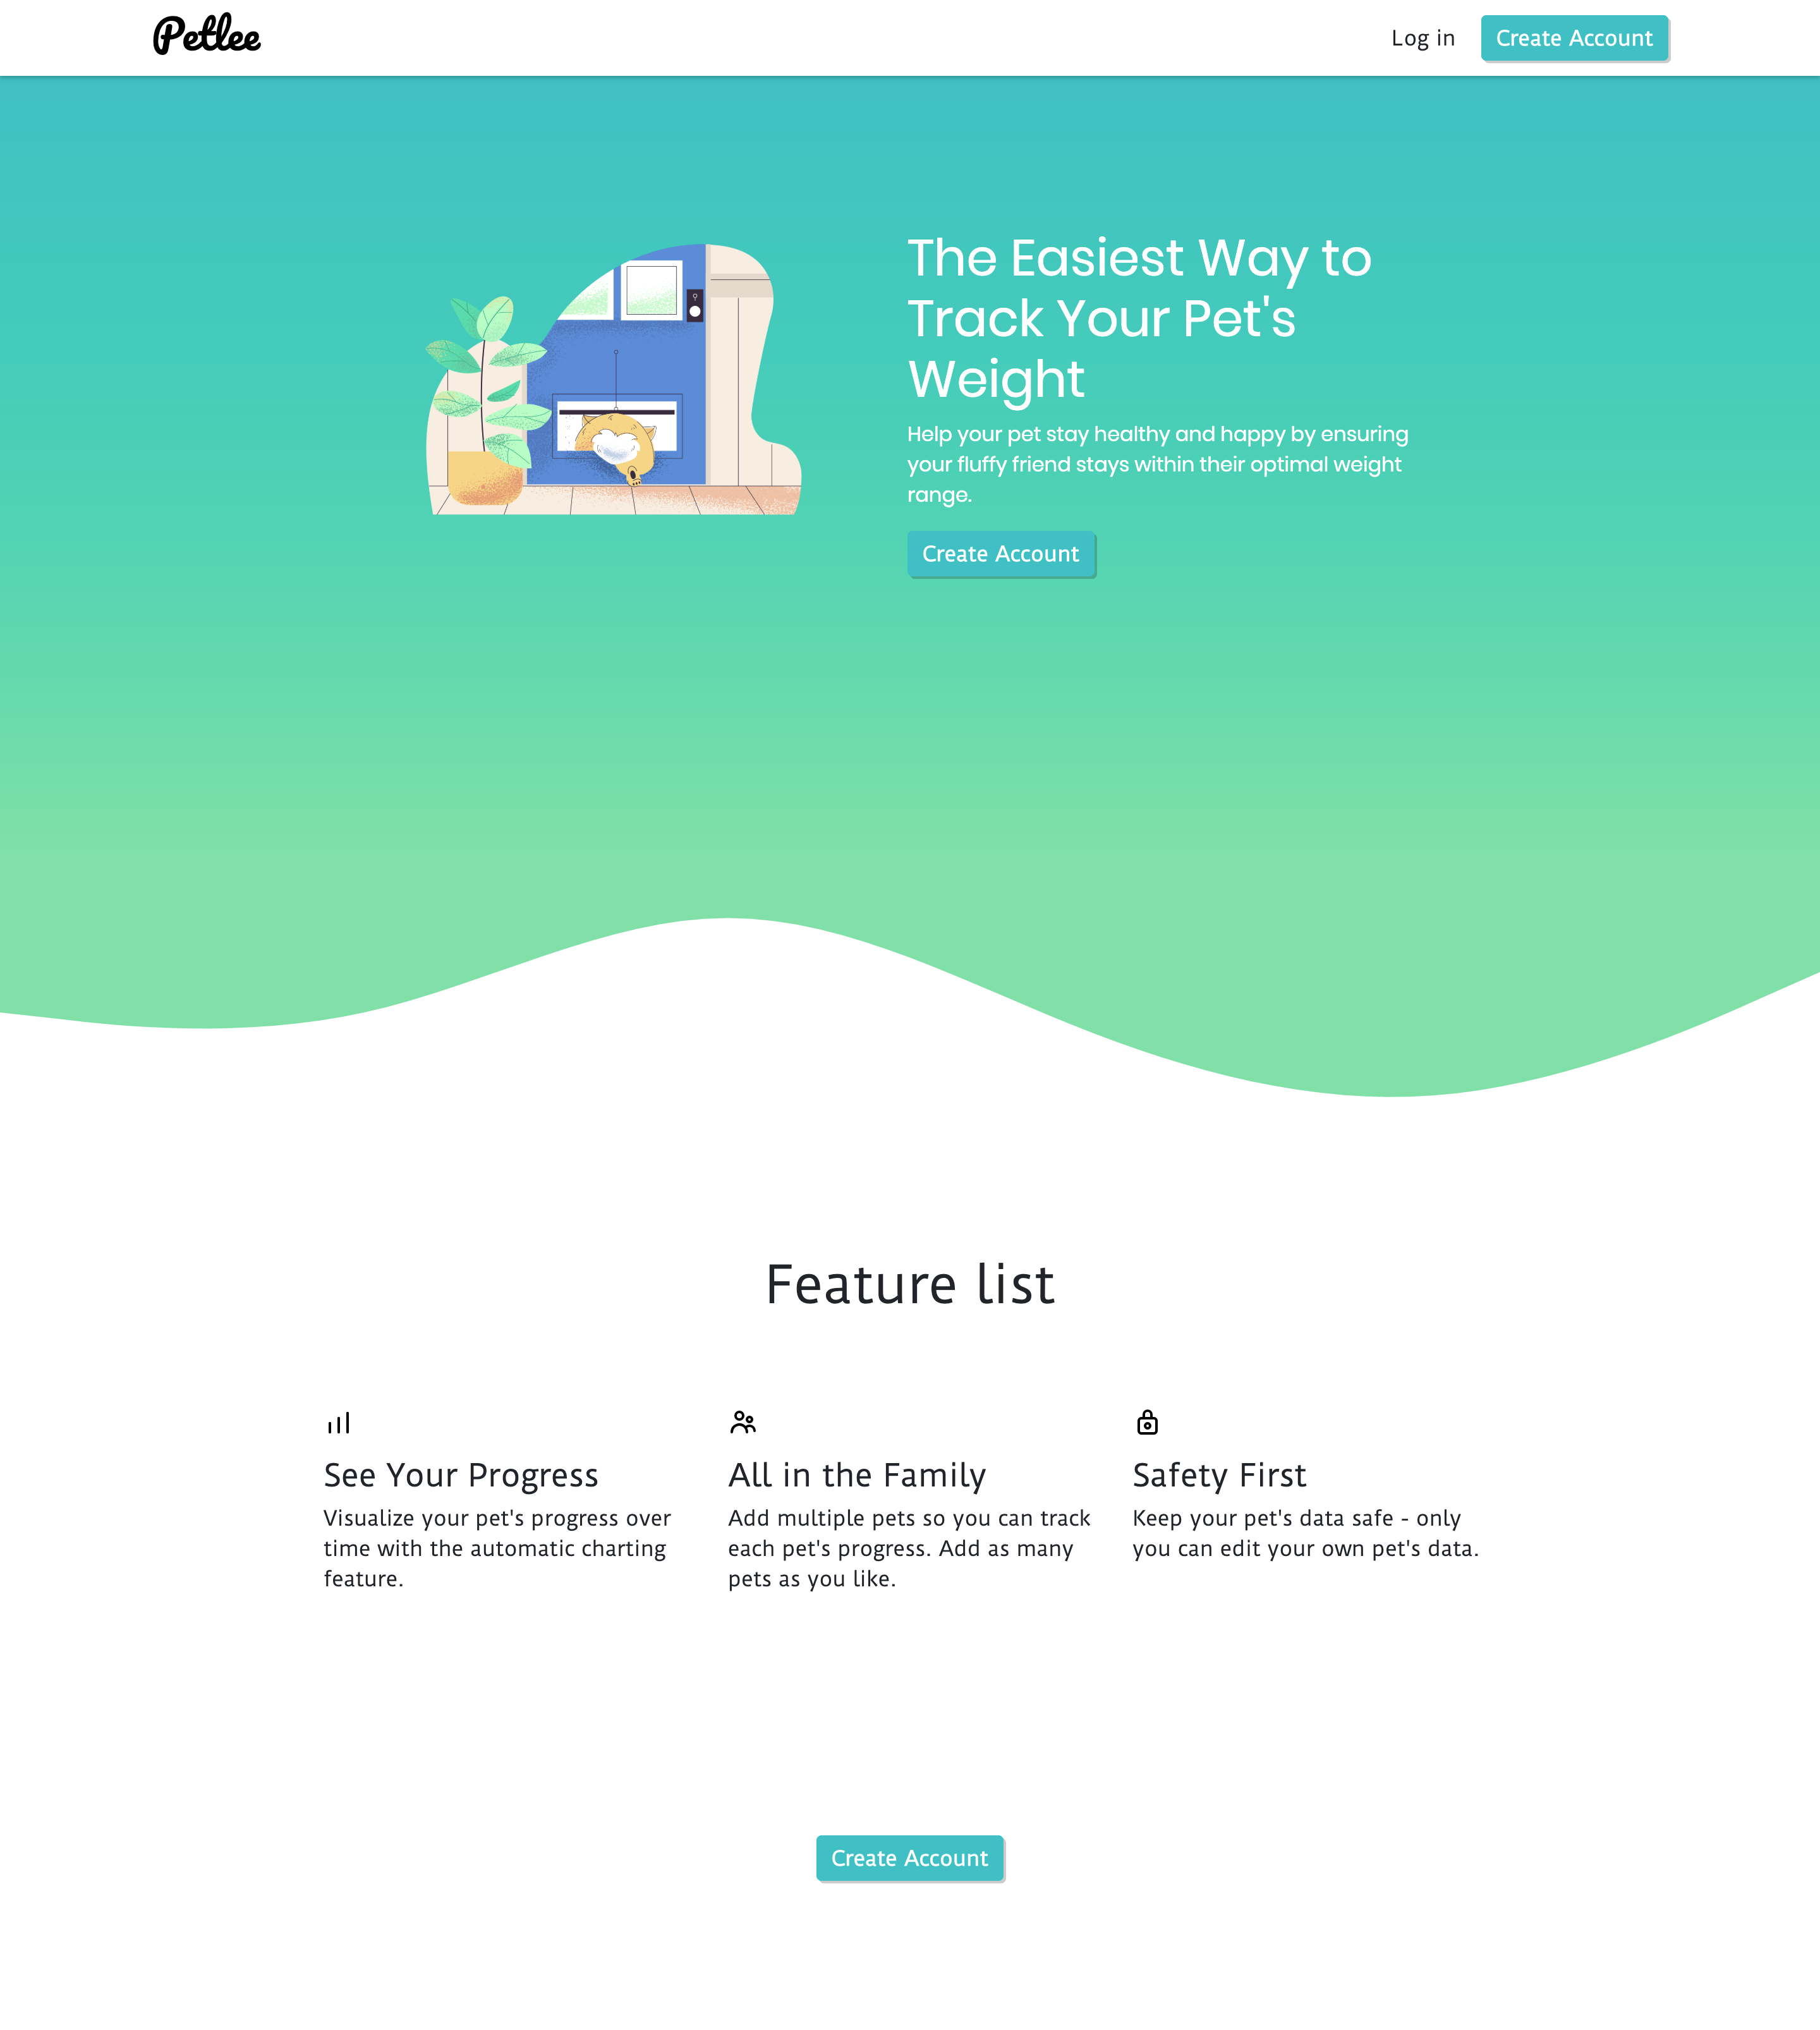 Petlee
Log in
Create Account
The Easiest Way to
Track Your Pet's
Weight
Help your pet stay healthy and happy by ensuring
your fluffy friend stays within their optimal weight
range.
Create Account
Feature list
See Your Progress
Visualize your pet's progress over
time with the automatic charting
feature.
All in the Family
Add multiple pets so you can track
each pet's progress. Add as many
pets as you like.
Safety First
Keep your pet's data safe - only
you can edit your own pet's data.
Create Account